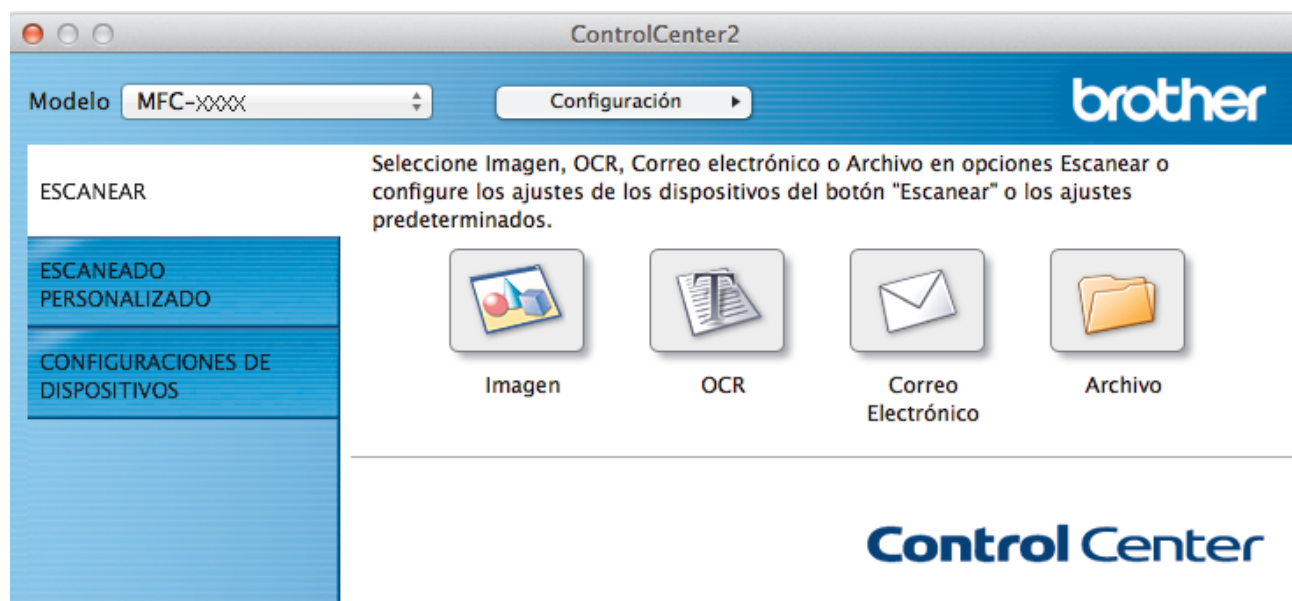 ControlCenter2
Modelo MFC-XXXX Configuración
brother
ESCANEAR
ESCANEADO
PERSONALIZADO
CONFIGURACIONES DE
DISPOSITIVOS
Seleccione Imagen, OCR, Correo electrónico o Archivo en opciones Escanear o
configure los ajustes de los dispositivos del botón "Escanear" o los ajustes
predeterminados.
Imagen
OCR
Correo
Electrónico
Archivo
Control Center